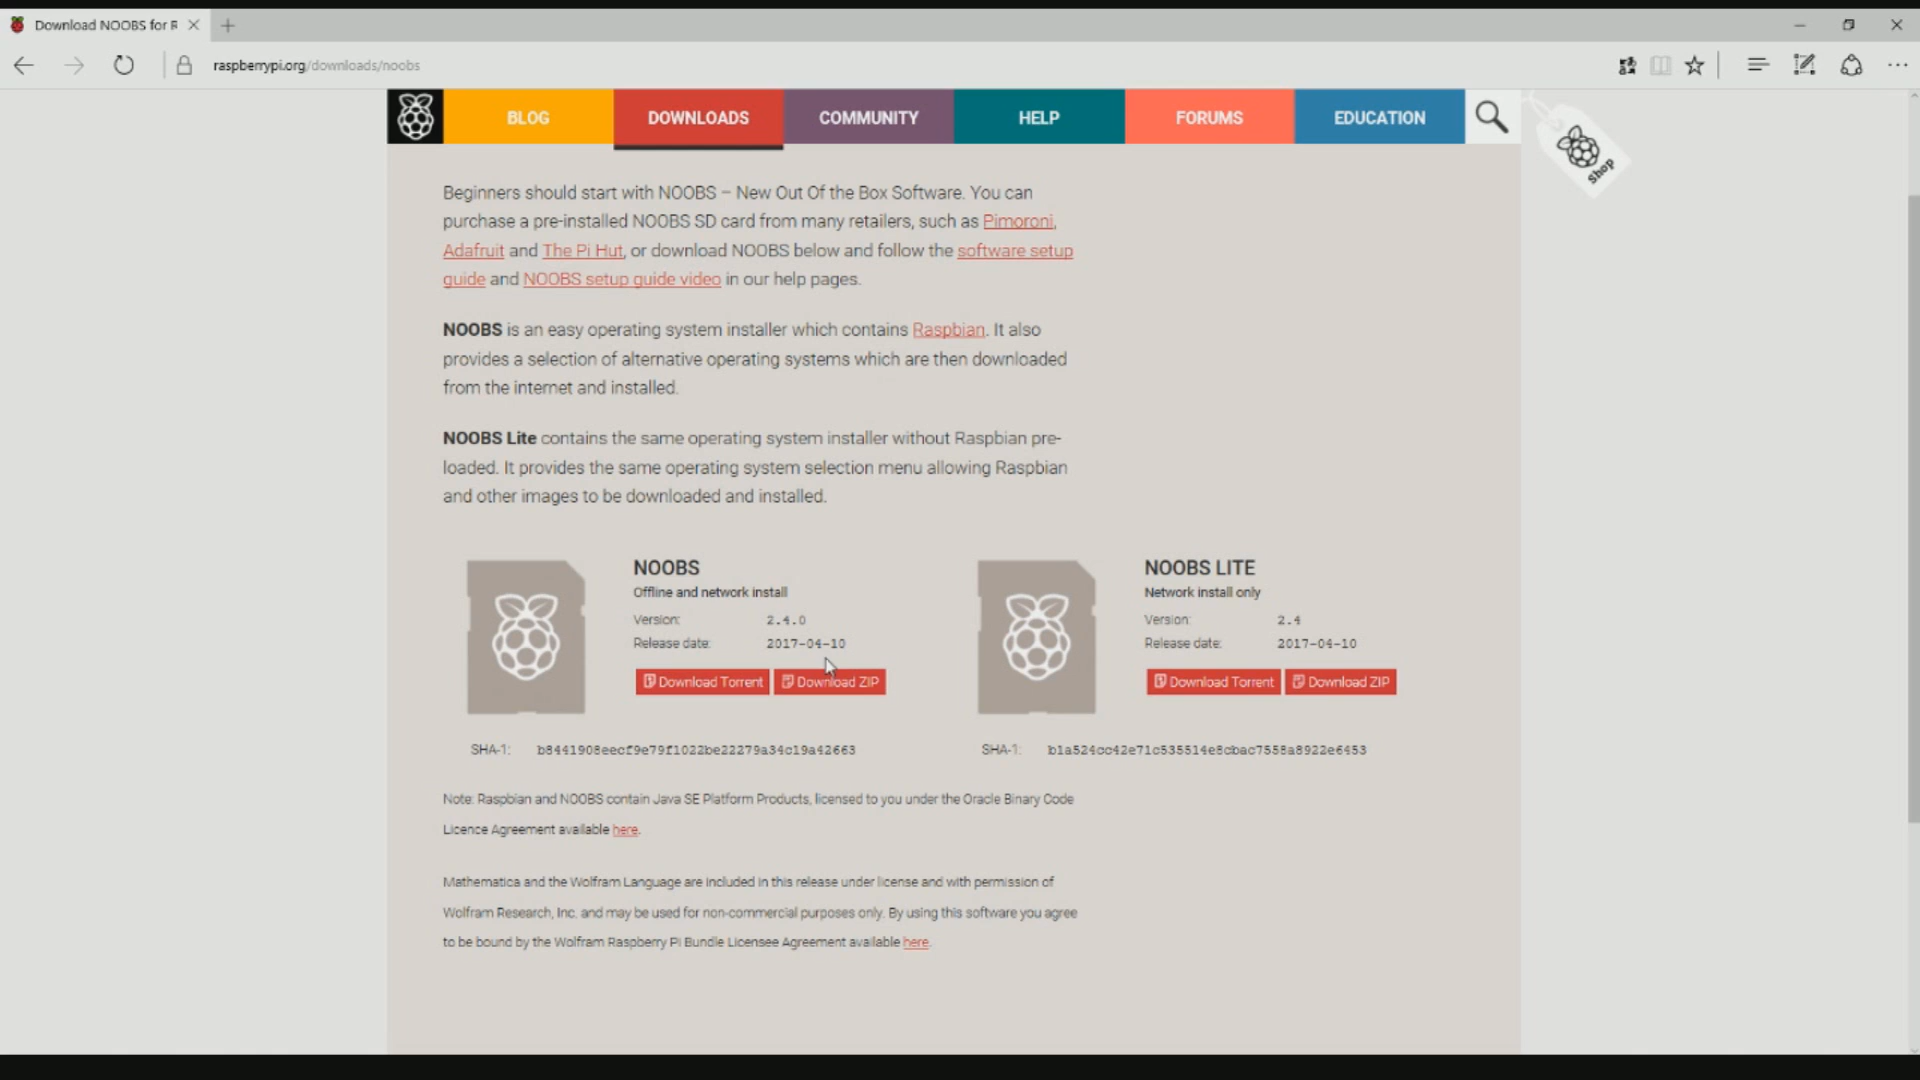 Download NOOBS for R
raspberrypi.org/downloads/noobs
BLOG
DOWNLOADS
COMMUNITY
HELP
FORUMS
EDUCATION
Shop
Beginners should start with NOOBS – New Out Of the Box Software. You can
purchase a pre-installed NOOBS SD card from many retailers, such as Pimoroni,
Adafruit and The Pi Hut, or download NOOBS below and follow the software setup
guide and NOOBS setup guide video in our help pages.
NOOBS is an easy operating system installer which contains Raspbian. It also
provides a selection of alternative operating systems which are then downloaded
from the internet and installed.
NOOBS Lite contains the same operating system installer without Raspbian pre-
loaded. It provides the same operating system selection menu allowing Raspbian
and other images to be downloaded and installed.
NOOBS
Offline and network install
Version: 2.4.0
Release date: 2017-04-10
Download Torrent Download ZIP
SHA-1: b8441908eecf9e79f1022be22279a34c19a42663
NOOBS LITE
Network install only
Version: 2.4
Release date: 2017-04-10
Download Torrent Download ZIP
SHA-1: b1a524cc42e71c535514e8cbac7558a8922e6453
Note: Raspbian and NOOBS contain Java SE Platform Products, licensed to you under the Oracle Binary Code
Licence Agreement available here.
Mathematica and the Wolfram Language are included in this release under license and with permission of
Wolfram Research, Inc. and may be used for non-commercial purposes only. By using this software you agree
to be bound by the Wolfram Raspberry Pi Bundle Licensee Agreement available here.